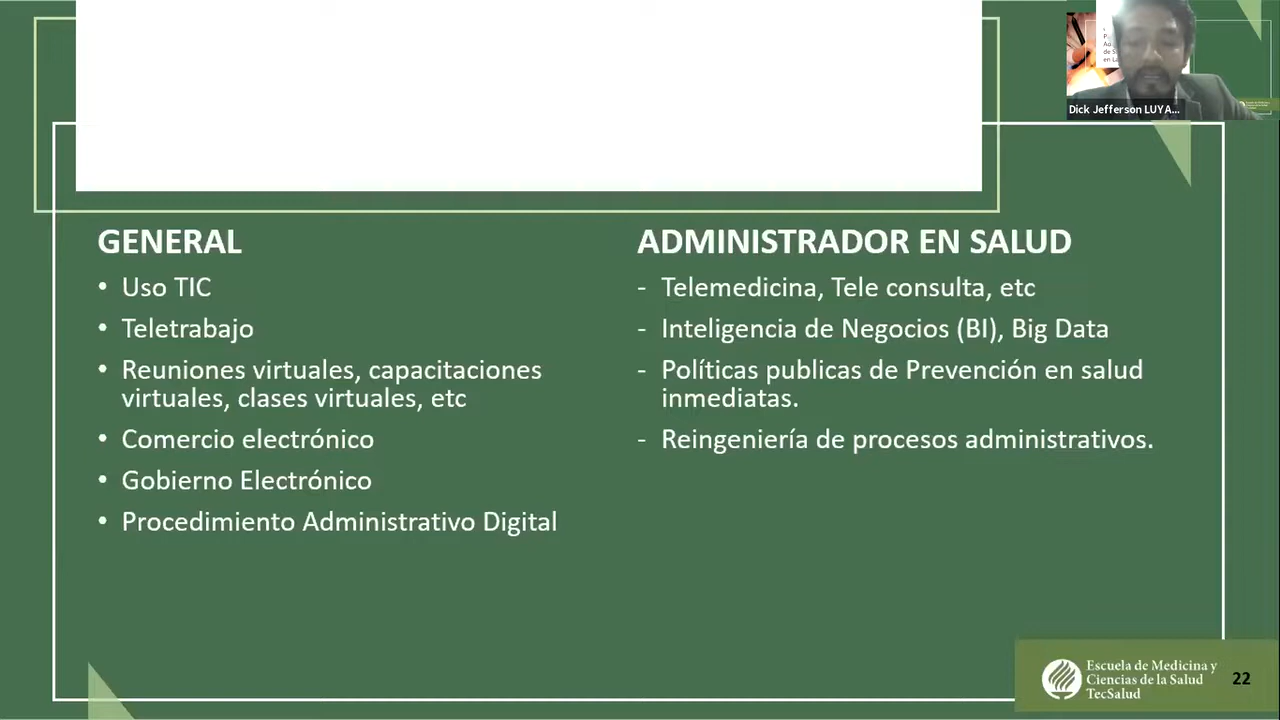 Dick Jefferson LUYA...
GENERAL
• Uso TIC
• Teletrabajo
• Reuniones virtuales, capacitaciones
virtuales, clases virtuales, etc
• Comercio electrónico
• Gobierno Electrónico
• Procedimiento Administrativo Digital
ADMINISTRADOR EN SALUD
- Telemedicina, Tele consulta, etc
- Inteligencia de Negocios (BI), Big Data
- Políticas publicas de Prevención en salud
inmediatas.
- Reingeniería de procesos administrativos.
Escuela de Medicina y
Ciencias de la Salud
TecSalud
22